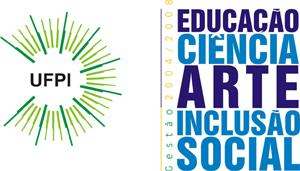 UFPI
Gestão 2004/2008
EDUCAÇÃO
CIÊNCIA
ARTE
INCLUSÃO
SOCIAL